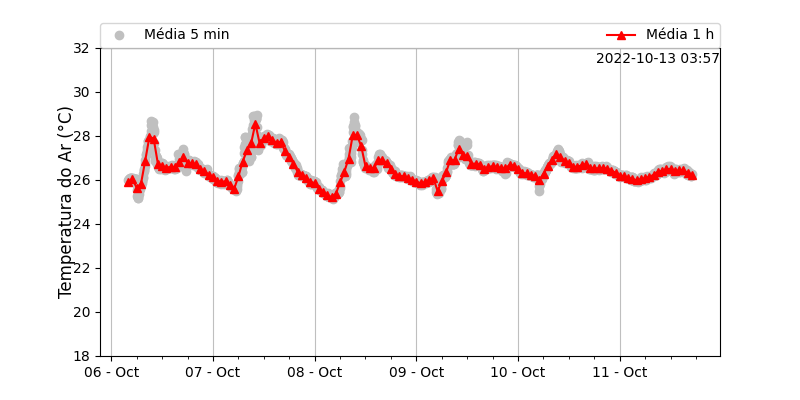 Média 5 min
Média 1 h
2022-10-13 03:57
Temperatura do Ar (°C)
32
30
28
26
24
22
20
18
06 - Oct
07 - Oct
08 - Oct
09 - Oct
10 - Oct
11 - Oct